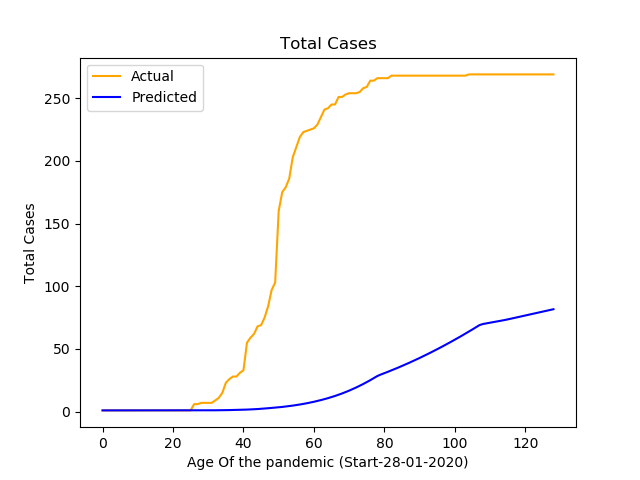 Total Cases
Actual
Predicted
250
200
150
100
50
0
Total Cases
0 20 40 60 80 100 120
Age Of the pandemic (Start-28-01-2020)